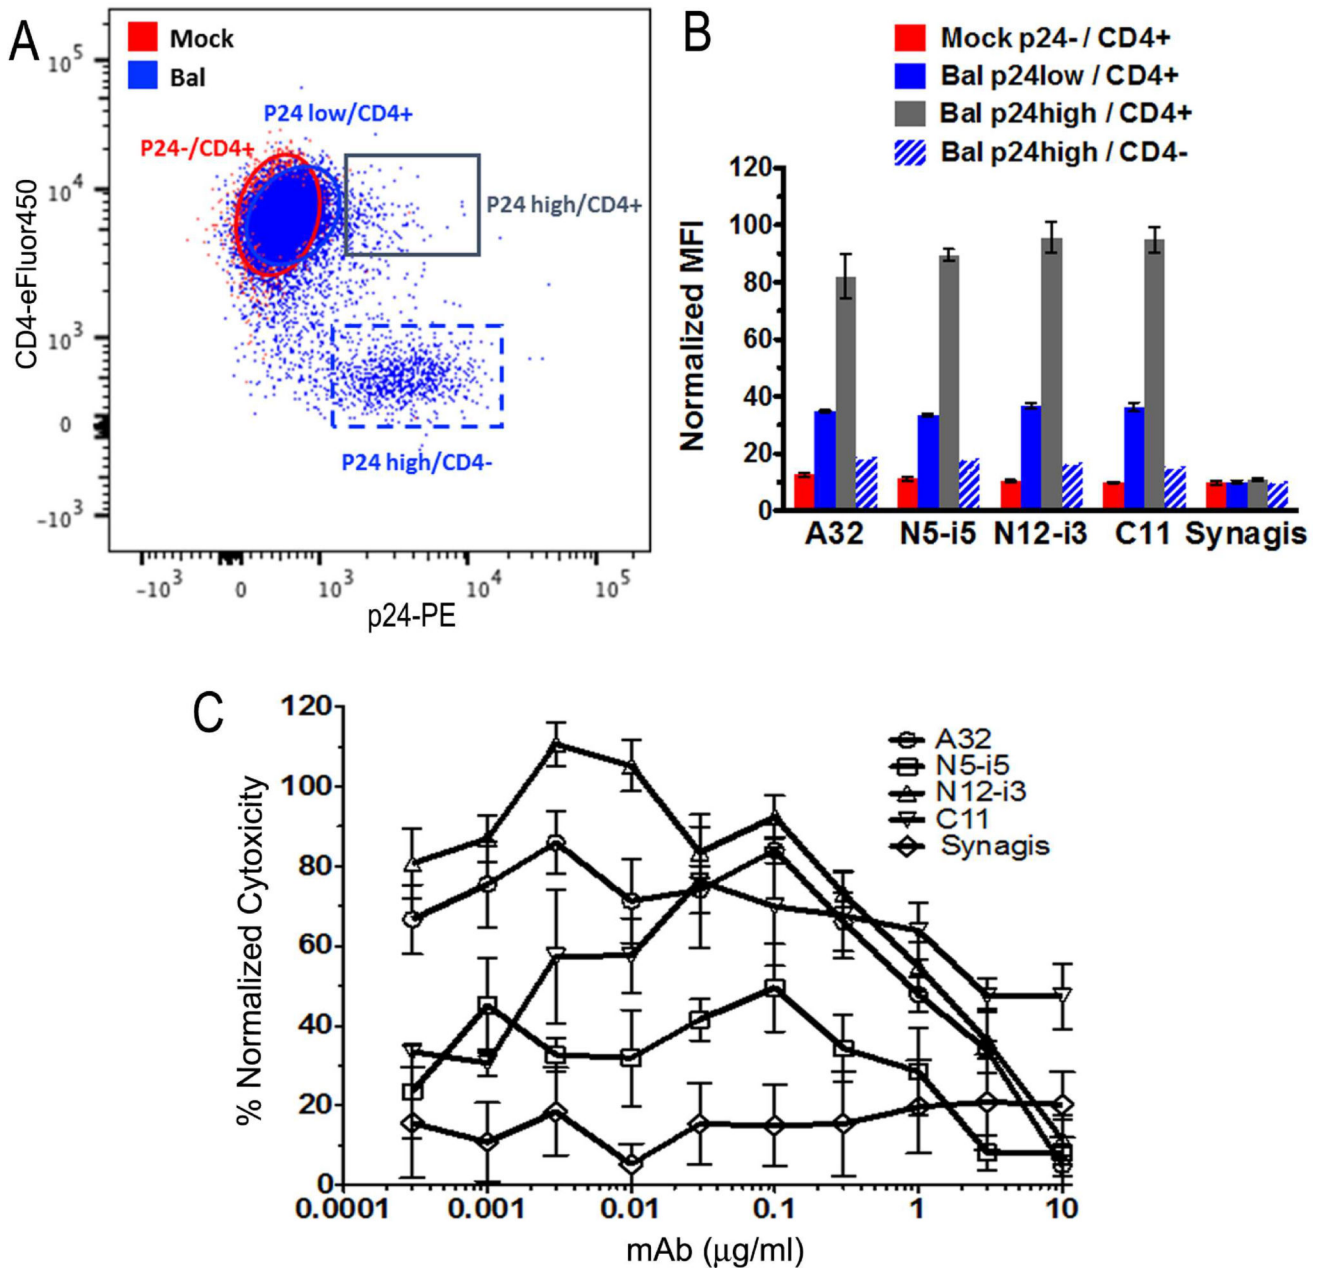 A
Mock
Bal
P24 low/CD4+
P24-/CD4+
P24 high/CD4+
P24 high/CD4-
CD4-eFluor450
10^5
10^4
10^3
0
-10^3
-10^3 0 10^3 10^4 10^5
p24-PE
B
Mock p24- / CD4+
Bal p24low / CD4+
Bal p24high / CD4+
Bal p24high / CD4-
Normalized MFI
120
100
80
60
40
20
0
A32 N5-i5 N12-i3 C11 Synagis
C
A32
N5-i5
N12-i3
C11
Synagis
% Normalized Cytoxicity
120
100
80
60
40
20
0
0.0001 0.001 0.01 0.1 1 10
mAb (µg/ml)